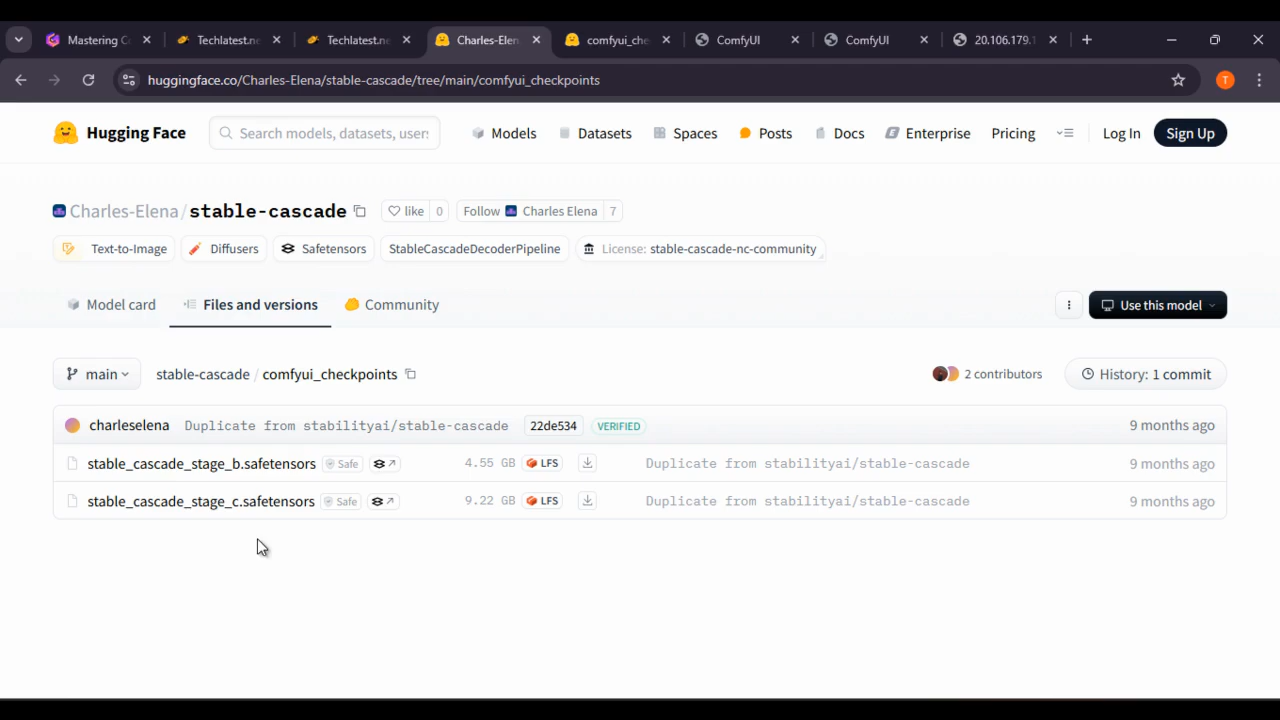 Mastering C
Techlatest.ne
Techlatest.ne
Charles-Elen
comfyui_che
ComfyUI
ComfyUI
20.106.179.1
huggingface.co/Charles-Elena/stable-cascade/tree/main/comfyui_checkpoints
T
Hugging Face
Search models, datasets, users
Models
Datasets
Spaces
Posts
Docs
Enterprise
Pricing
Log In
Sign Up
Charles-Elena/stable-cascade
like 0
Follow Charles Elena 7
Text-to-Image
Diffusers
Safetensors
StableCascadeDecoderPipeline
License: stable-cascade-nc-community
Model card
Files and versions
Community
Use this model
main
stable-cascade / comfyui_checkpoints
2 contributors
History: 1 commit
charleselena Duplicate from stabilityai/stable-cascade 22de534 VERIFIED 9 months ago
stable_cascade_stage_b.safetensors Safe 4.55 GB LFS Duplicate from stabilityai/stable-cascade 9 months ago
stable_cascade_stage_c.safetensors Safe 9.22 GB LFS Duplicate from stabilityai/stable-cascade 9 months ago